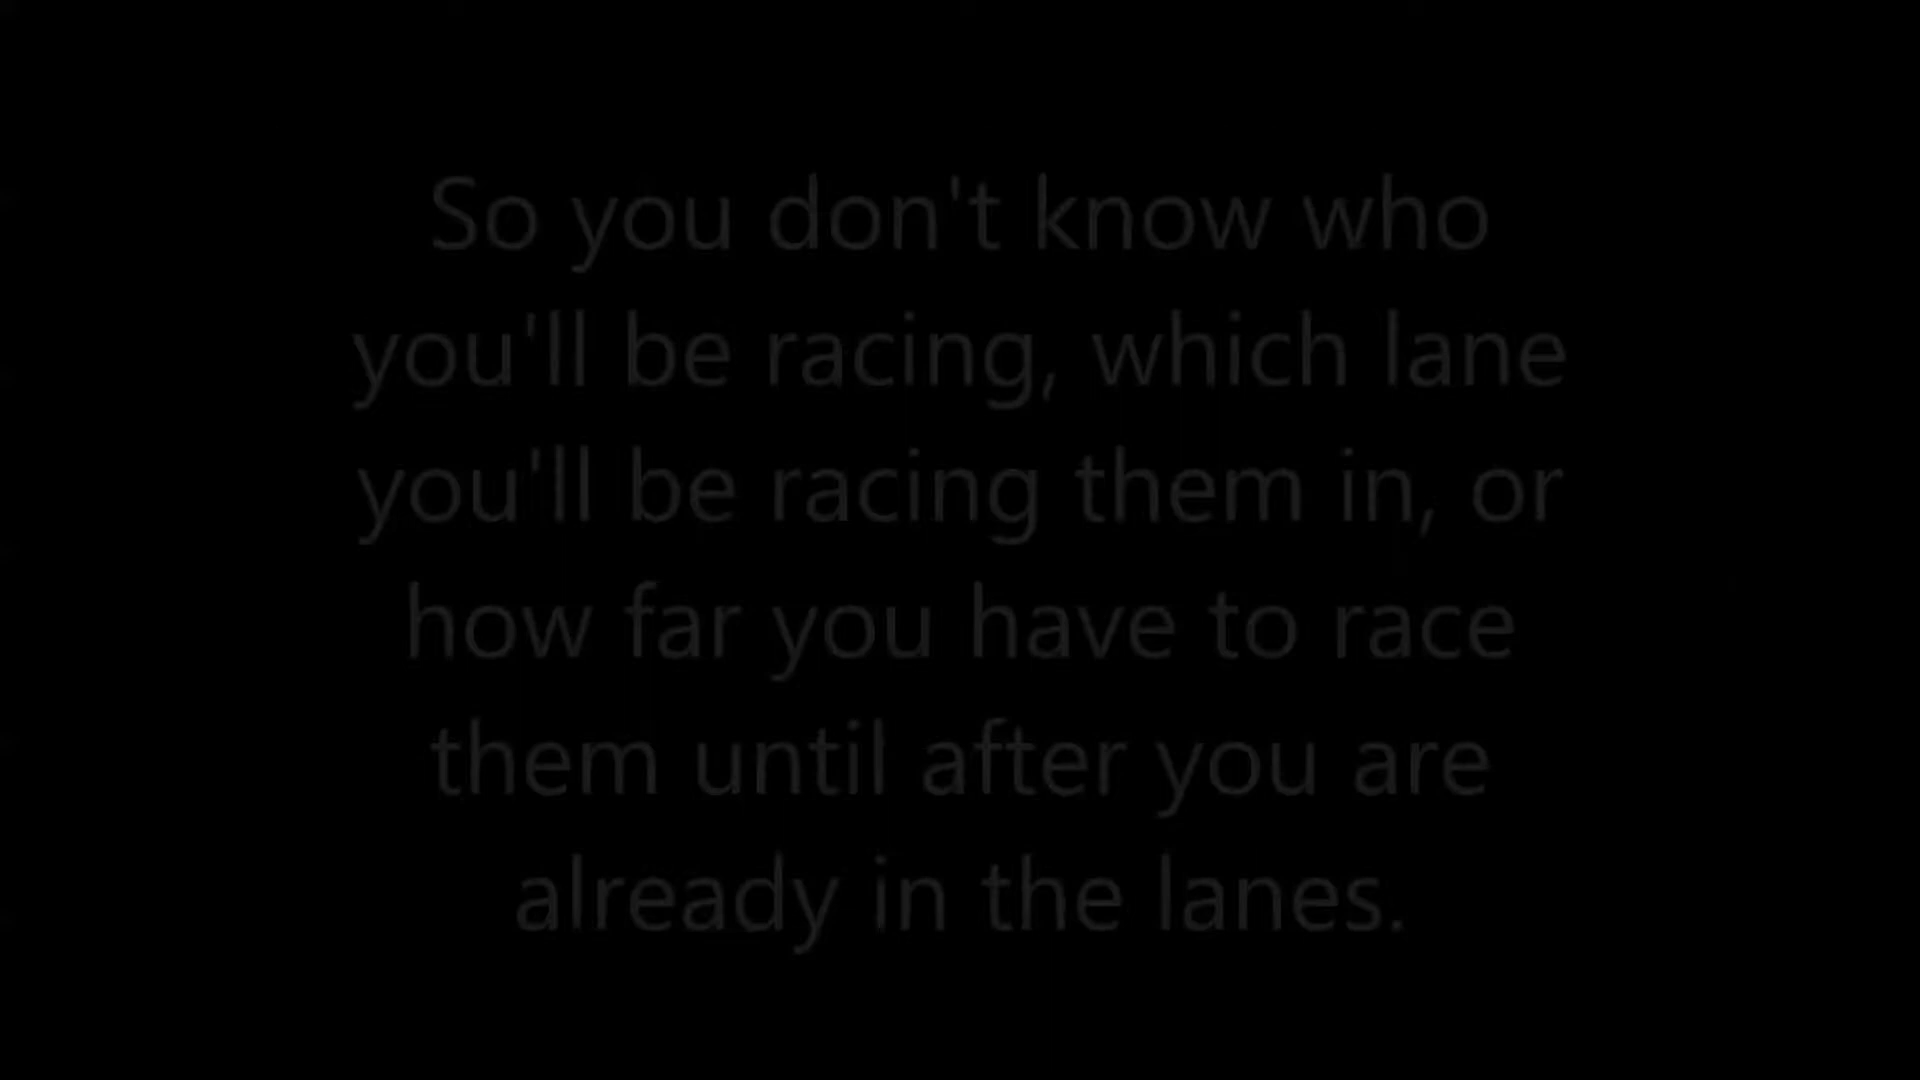 So you don't know who
you'll be racing, which lane
you'll be racing them in, or
how far you have to race
them until after you are
already in the lanes.